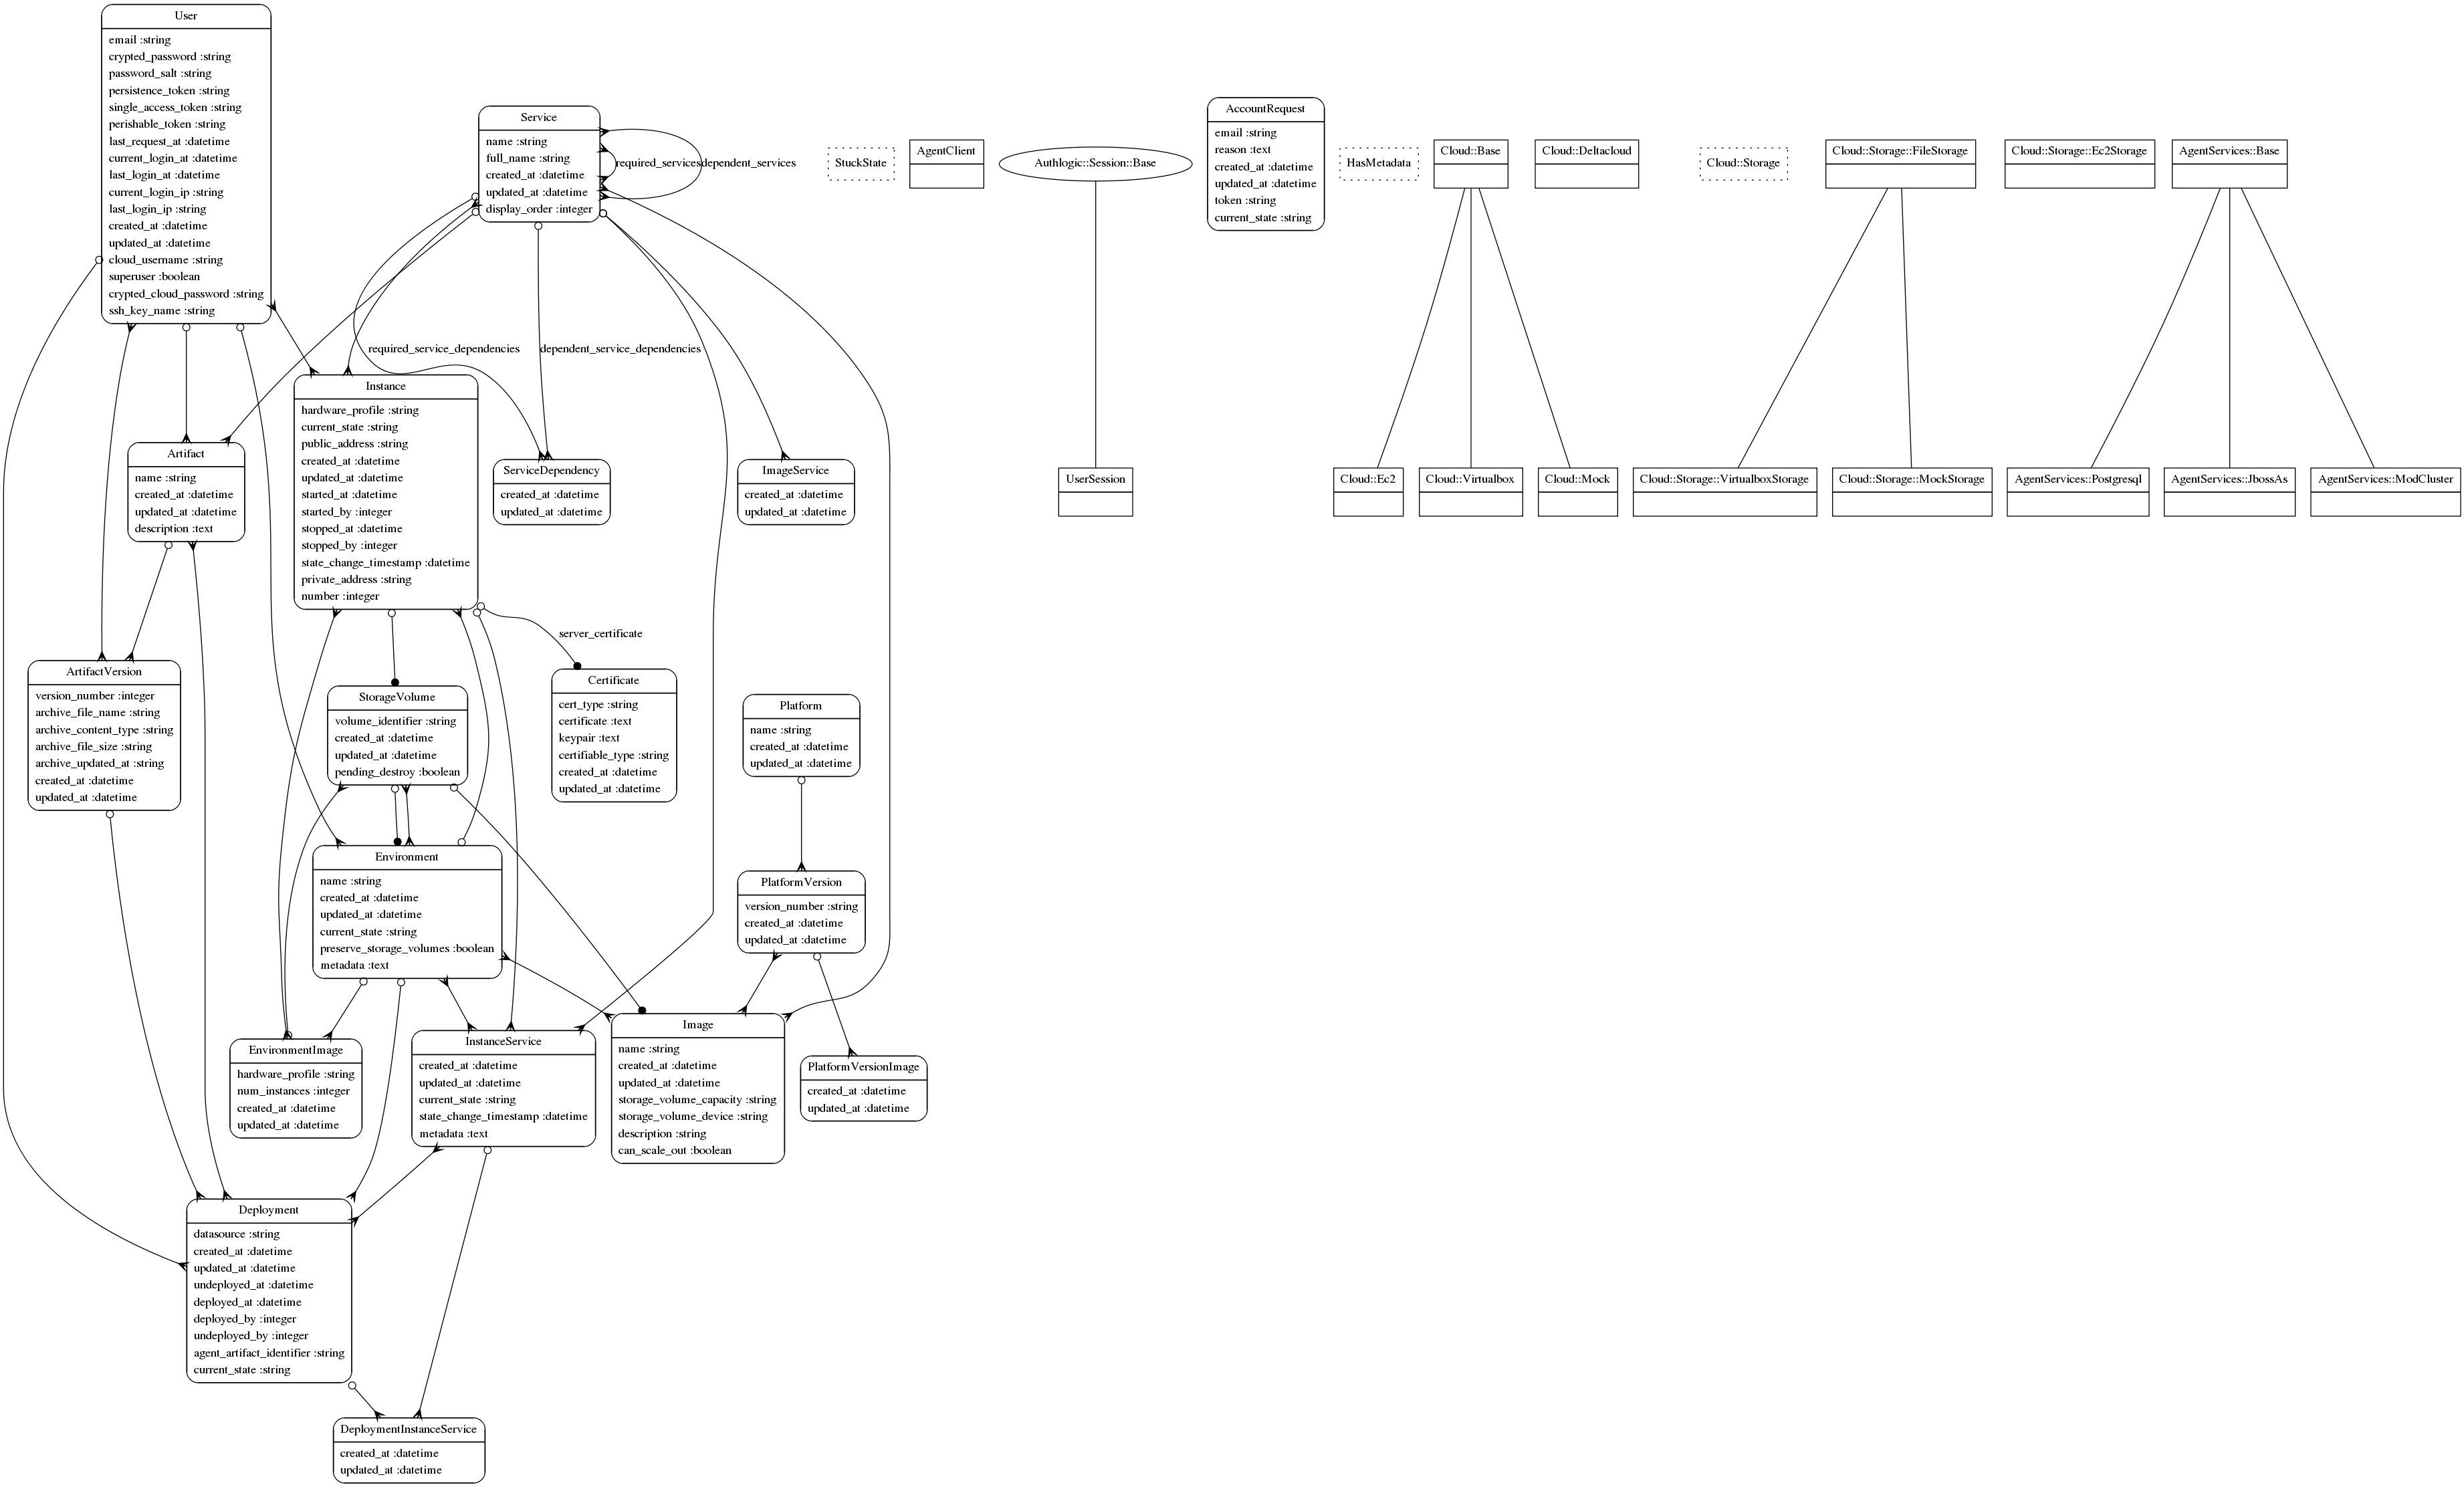 User
email :string
crypted_password :string
password_salt :string
persistence_token :string
single_access_token :string
perishable_token :string
last_request_at :datetime
current_login_at :datetime
last_login_at :datetime
current_login_ip :string
last_login_ip :string
created_at :datetime
updated_at :datetime
cloud_username :string
superuser :boolean
crypted_cloud_password :string
ssh_key_name :string
Service
name :string
full_name :string
created_at :datetime
updated_at :datetime
display_order :integer
required_services
dependent_services
StuckState
AgentClient
Authlogic::Session::Base
AccountRequest
email :string
reason :text
created_at :datetime
updated_at :datetime
token :string
current_state :string
HasMetadata
Cloud::Base
Cloud::Deltacloud
Cloud::Storage
Cloud::Storage::FileStorage
Cloud::Storage::Ec2Storage
AgentServices::Base
required_service_dependencies
dependent_service_dependencies
Instance
hardware_profile :string
current_state :string
public_address :string
created_at :datetime
updated_at :datetime
started_at :datetime
started_by :integer
stopped_at :datetime
stopped_by :integer
state_change_timestamp :datetime
private_address :string
number :integer
Artifact
name :string
created_at :datetime
updated_at :datetime
description :text
ServiceDependency
created_at :datetime
updated_at :datetime
ImageService
created_at :datetime
updated_at :datetime
UserSession
Cloud::Ec2
Cloud::Virtualbox
Cloud::Mock
Cloud::Storage::VirtualboxStorage
Cloud::Storage::MockStorage
AgentServices::Postgresql
AgentServices::JbossAs
AgentServices::ModCluster
server_certificate
ArtifactVersion
version_number :integer
archive_file_name :string
archive_content_type :string
archive_file_size :string
archive_updated_at :string
created_at :datetime
updated_at :datetime
StorageVolume
volume_identifier :string
created_at :datetime
updated_at :datetime
pending_destroy :boolean
Certificate
cert_type :string
certificate :text
keypair :text
certifiable_type :string
created_at :datetime
updated_at :datetime
Platform
name :string
created_at :datetime
updated_at :datetime
Environment
name :string
created_at :datetime
updated_at :datetime
current_state :string
preserve_storage_volumes :boolean
metadata :text
PlatformVersion
version_number :string
created_at :datetime
updated_at :datetime
EnvironmentImage
hardware_profile :string
num_instances :integer
created_at :datetime
updated_at :datetime
InstanceService
created_at :datetime
updated_at :datetime
current_state :string
state_change_timestamp :datetime
metadata :text
Image
name :string
created_at :datetime
updated_at :datetime
storage_volume_capacity :string
storage_volume_device :string
description :string
can_scale_out :boolean
PlatformVersionImage
created_at :datetime
updated_at :datetime
Deployment
datasource :string
created_at :datetime
updated_at :datetime
undeployed_at :datetime
deployed_at :datetime
deployed_by :integer
undeployed_by :integer
agent_artifact_identifier :string
current_state :string
DeploymentInstanceService
created_at :datetime
updated_at :datetime